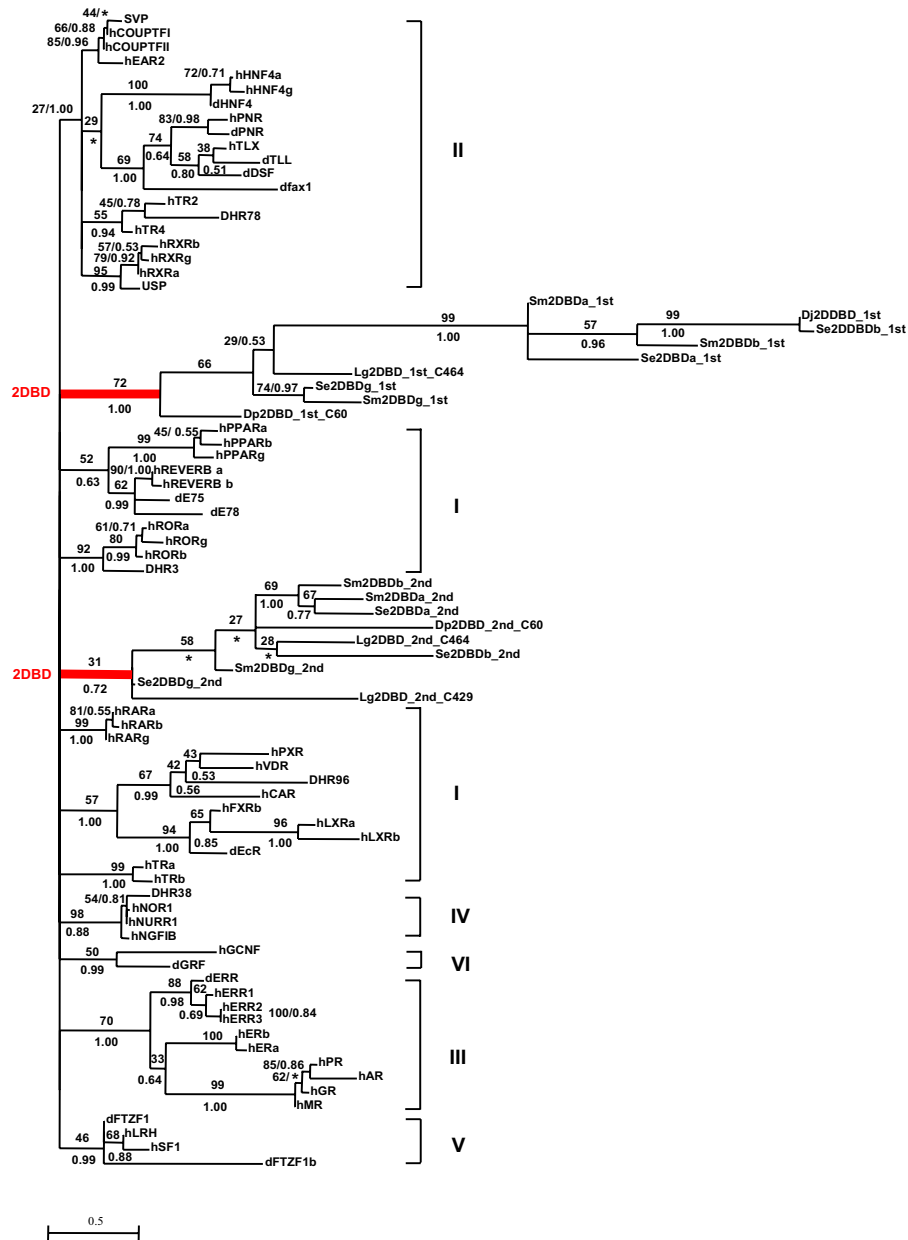 44/ *
SVP
66/0.88
hCOUPTFI
85/0.96
hCOUPTFII
hEAR2
72/0.71
hHNF4a
hHNF4g
100
1.00
dHNF4
27/1.00
83/0.98
hPNR
29
*
dPNR
74
0.64
38
hTLX
69
1.00
58
0.80
0.51
dTLL
dDSF
dfax1
II
45/0.78
hTR2
55
0.94
DHR78
hTR4
57/0.53
hRXRb
79/0.92
hRXRg
95
0.99
hRXRa
USP
Sm2DBDa_1st
99
1.00
57
0.96
99
1.00
Dj2DDBD_1st
Se2DDBDb_1st
Sm2DBDb_1st
Se2DBDa_1st
29/0.53
66
Lg2DBD_1st_C464
74/0.97
Se2DBDg_1st
Sm2DBDg_1st
2DBD
72
1.00
Dp2DBD_1st_C60
45/ 0.55
hPPARa
99
1.00
hPPARb
hPPARg
52
0.63
90/1.00
hREVERB a
62
0.99
hREVERB b
dE75
dE78
I
61/0.71
hRORa
80
0.99
hRORg
92
1.00
hRORb
DHR3
69
1.00
Sm2DBDb_2nd
67
0.77
Sm2DBDa_2nd
Se2DBDa_2nd
27
*
Dp2DBD_2nd_C60
28
*
Lg2DBD_2nd_C464
Se2DBDb_2nd
58
*
Sm2DBDg_2nd
2DBD
31
0.72
Se2DBDg_2nd
Lg2DBD_2nd_C429
81/0.55
hRARa
99
1.00
hRARb
hRARg
43
hPXR
42
0.53
hVDR
67
0.99
0.56
DHR96
hCAR
57
1.00
65
hFXRb
96
1.00
hLXRa
94
1.00
0.85
hLXRb
dEcR
I
99
1.00
hTRa
hTRb
54/0.81
DHR38
98
0.88
hNOR1
hNURR1
hNGFIB
IV
50
0.99
hGCNF
dGRF
VI
88
0.98
62
0.69
dERR
hERR1
hERR2
hERR3
100/0.84
70
1.00
100
hERb
hERa
33
0.64
85/0.86
hPR
62/ *
hAR
99
1.00
hGR
hMR
III
dFTZF1
46
0.99
68
0.88
hLRH
hSF1
dFTZF1b
V
0.5